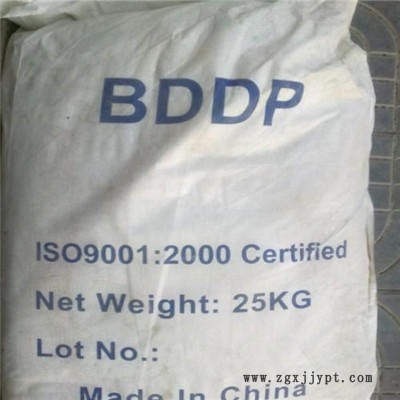 BDDP
ISO9001:2000 Certified
Net Weight: 25KG
Lot No.:
Made In China
www.zgxjjypt.com